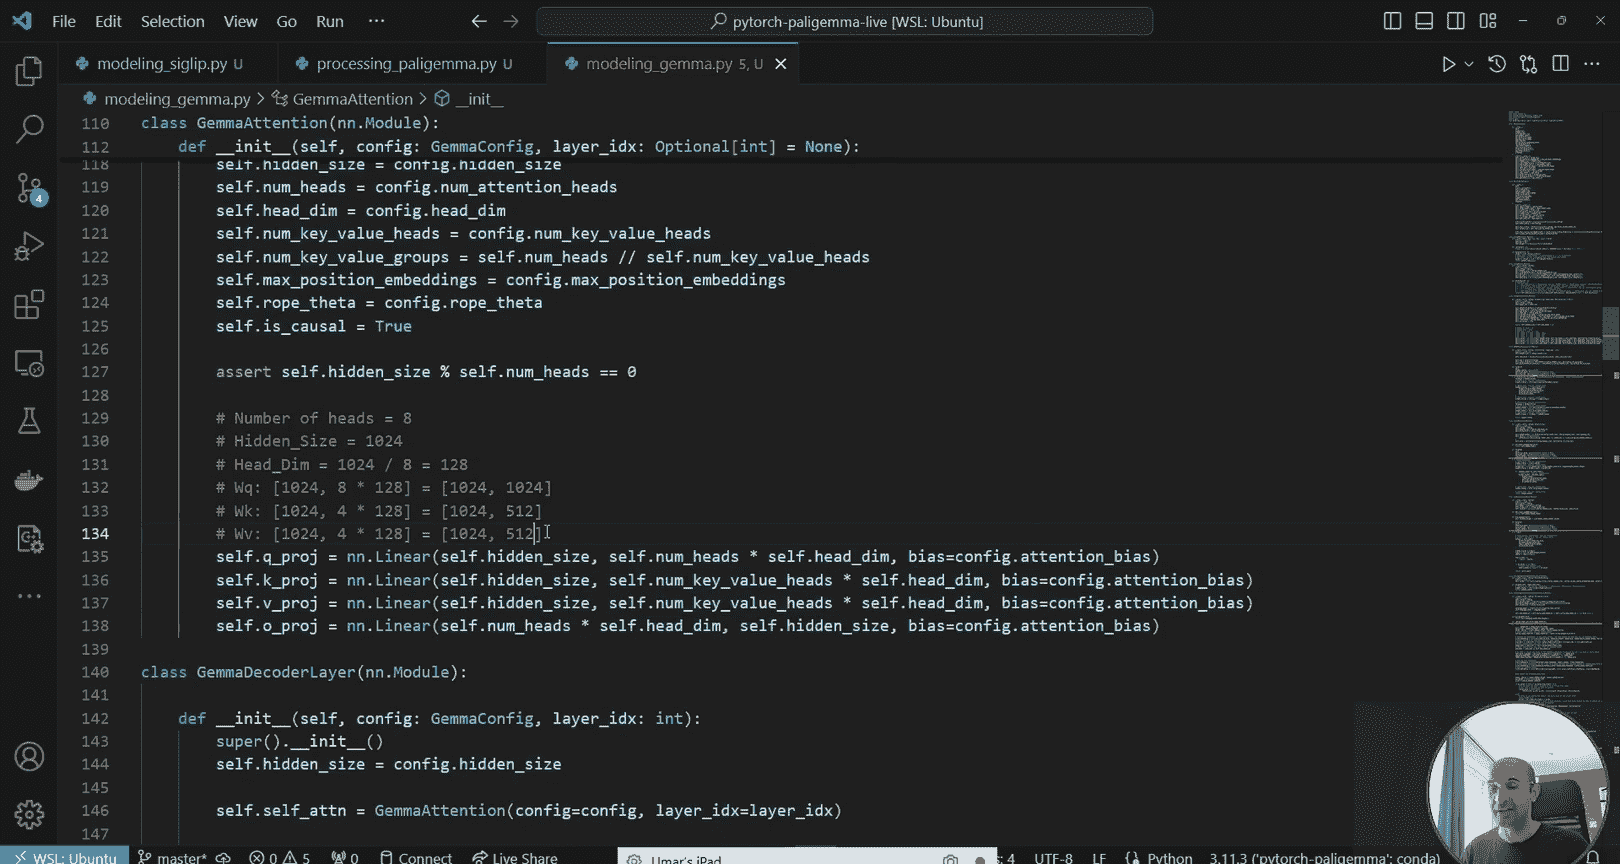 File Edit Selection View Go Run ··· pytorch-paligemma-live [WSL: Ubuntu]
modeling_siglip.py U processing_paligemma.py U modeling_gemma.py 5, U
modeling_gemma.py > GemmaAttention > __init__
110 class GemmaAttention(nn.Module):
112 def __init__(self, config: GemmaConfig, layer_idx: Optional[int] = None):
118 self.hidden_size = config.hidden_size
119 self.num_heads = config.num_attention_heads
120 self.head_dim = config.head_dim
121 self.num_key_value_heads = config.num_key_value_heads
122 self.num_key_value_groups = self.num_heads // self.num_key_value_heads
123 self.max_position_embeddings = config.max_position_embeddings
124 self.rope_theta = config.rope_theta
125 self.is_causal = True
126
127 assert self.hidden_size % self.num_heads == 0
128
129 # Number of heads = 8
130 # Hidden_Size = 1024
131 # Head_Dim = 1024 / 8 = 128
132 # Wq: [1024, 8 * 128] = [1024, 1024]
133 # Wk: [1024, 4 * 128] = [1024, 512]
134 # Wv: [1024, 4 * 128] = [1024, 512]
135 self.q_proj = nn.Linear(self.hidden_size, self.num_heads * self.head_dim, bias=config.attention_bias)
136 self.k_proj = nn.Linear(self.hidden_size, self.num_key_value_heads * self.head_dim, bias=config.attention_bias)
137 self.v_proj = nn.Linear(self.hidden_size, self.num_key_value_heads * self.head_dim, bias=config.attention_bias)
138 self.o_proj = nn.Linear(self.num_heads * self.head_dim, self.hidden_size, bias=config.attention_bias)
139
140 class GemmaDecoderLayer(nn.Module):
141
142 def __init__(self, config: GemmaConfig, layer_idx: int):
143 super().__init__()
144 self.hidden_size = config.hidden_size
145
146 self.self_attn = GemmaAttention(config=config, layer_idx=layer_idx)
147
4
WSL: Ubuntu master* 0 5 0 Connect Live Share Umar's iPad s: 4 UTF-8 LF Python 3.11.3 ('pytorch-paligemma': conda)